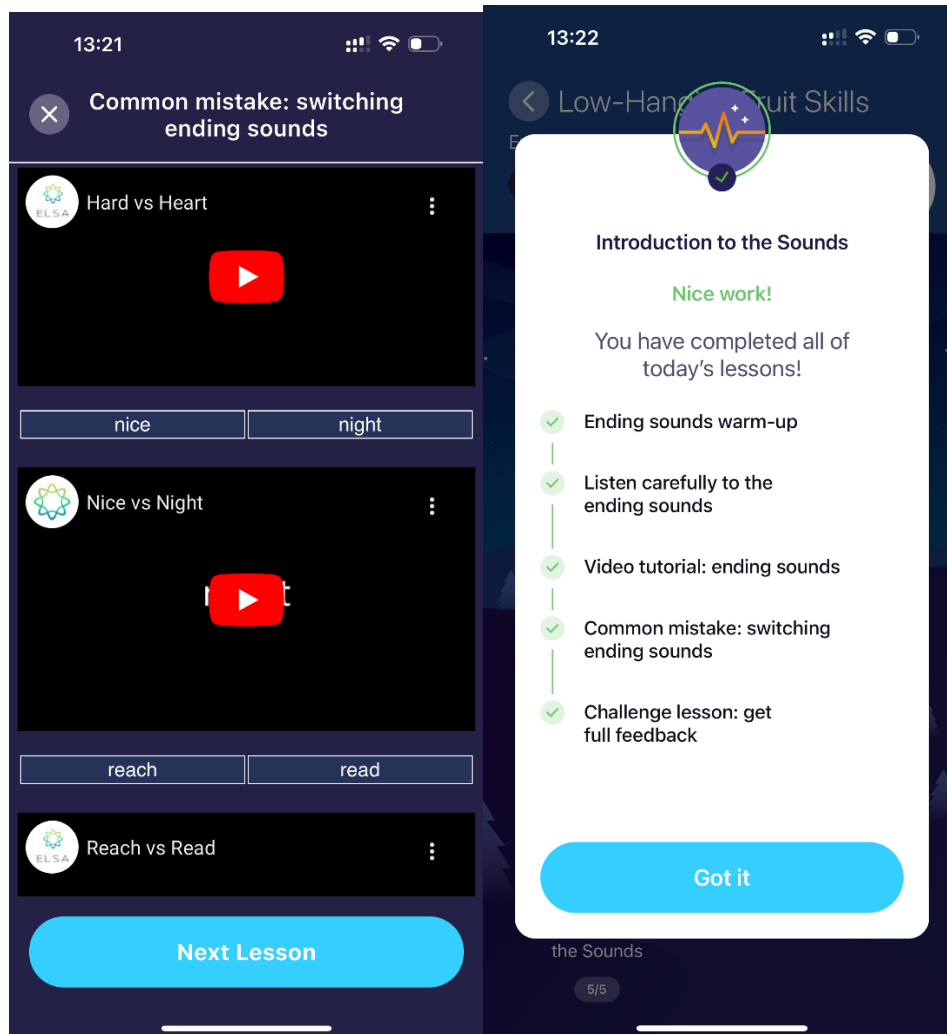 13:21
Common mistake: switching
ending sounds
ELSA
Hard vs Heart
nice
night
Nice vs Night
reach
read
ELSA
Reach vs Read
Next Lesson
13:22
Low-Hang Fruit Skills
Introduction to the Sounds
Nice work!
You have completed all of
today's lessons!
Ending sounds warm-up
Listen carefully to the
ending sounds
Video tutorial: ending sounds
Common mistake: switching
ending sounds
Challenge lesson: get
full feedback
Got it
the Sounds
5/5